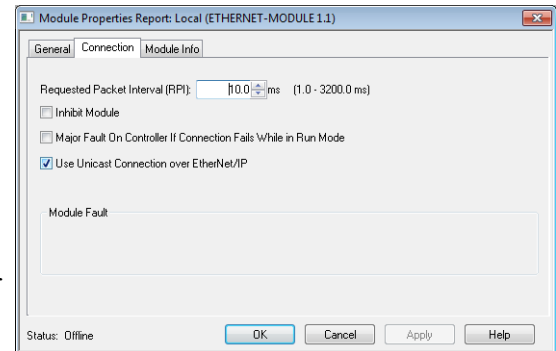 Module Properties Report: Local (ETHERNET-MODULE 1.1)
General Connection Module Info
Requested Packet Interval (RPI): 10.0 ms (1.0 - 3200.0 ms)
Inhibit Module
Major Fault On Controller If Connection Fails While in Run Mode
Use Unicast Connection over EtherNet/IP
Module Fault
Status: Offline OK Cancel Apply Help